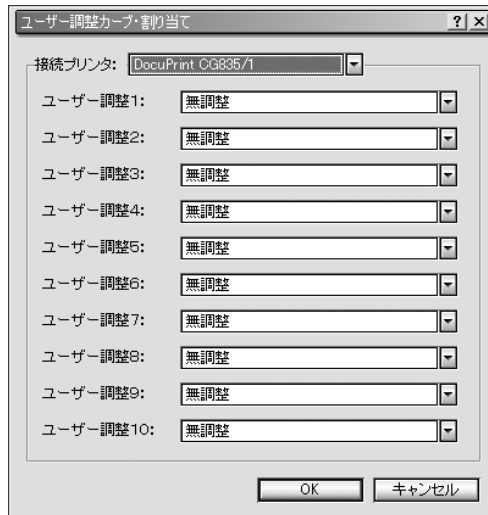 ユーザー調整カーブ・割り当て
接続プリンタ: DocuPrint CG835/1
ユーザー調整1: 無調整
ユーザー調整2: 無調整
ユーザー調整3: 無調整
ユーザー調整4: 無調整
ユーザー調整5: 無調整
ユーザー調整6: 無調整
ユーザー調整7: 無調整
ユーザー調整8: 無調整
ユーザー調整9: 無調整
ユーザー調整10: 無調整
OK キャンセル